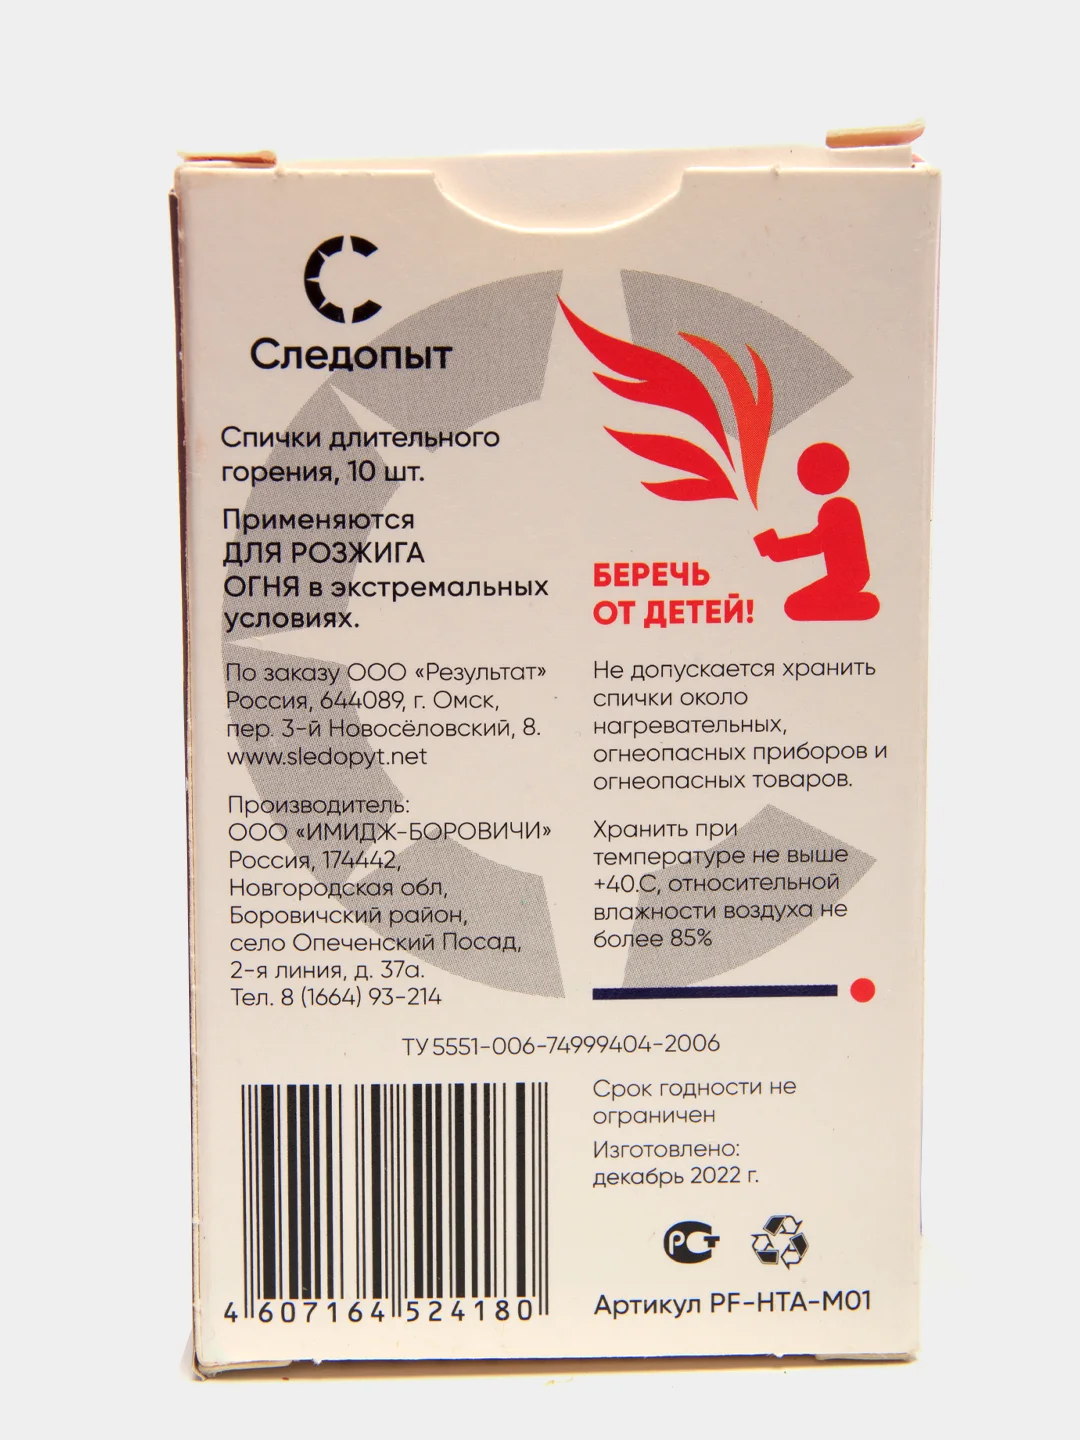 Следопыт
Спички длительного
горения, 10 шт.
Применяются
ДЛЯ РОЗЖИГА
ОГНЯ в экстремальных
условиях.
По заказу ООО «Результат»
Россия, 644089, г. Омск,
пер. 3-й Новосёловский, 8.
www.sledopyt.net
Производитель:
ООО «ИМИДЖ-БОРОВИЧИ»
Россия, 174442,
Новгородская обл,
Боровичский район,
село Опеченский Посад,
2-я линия, д. 37а.
Тел. 8 (1664) 93-214
БЕРЕЧЬ
ОТ ДЕТЕЙ!
Не допускается хранить
спички около
нагревательных,
огнеопасных приборов и
огнеопасных товаров.
Хранить при
температуре не выше
+40.С, относительной
влажности воздуха не
более 85%
ТУ 5551-006-74999404-2006
Срок годности не
ограничен
Изготовлено:
декабрь 2022 г.
РСТ
Артикул PF-HTA-M01
4 607164 524180